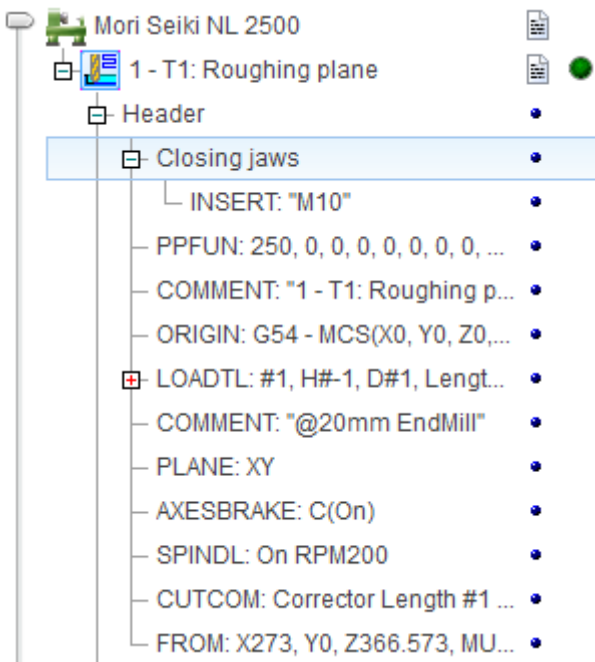 Mori Seiki NL 2500
1 - T1: Roughing plane
Header
Closing jaws
INSERT: "M10"
PPFUN: 250, 0, 0, 0, 0, 0, 0, 0, ...
COMMENT: "1 - T1: Roughing p...
ORIGIN: G54 - MCS(X0, Y0, Z0,...
LOADTL: #1, H#-1, D#1, Lengt...
COMMENT: "@20mm EndMill"
PLANE: XY
AXESBRAKE: C(On)
SPINDL: On RPM200
CUTCOM: Corrector Length #1 ...
FROM: X273, Y0, Z366.573, MU...